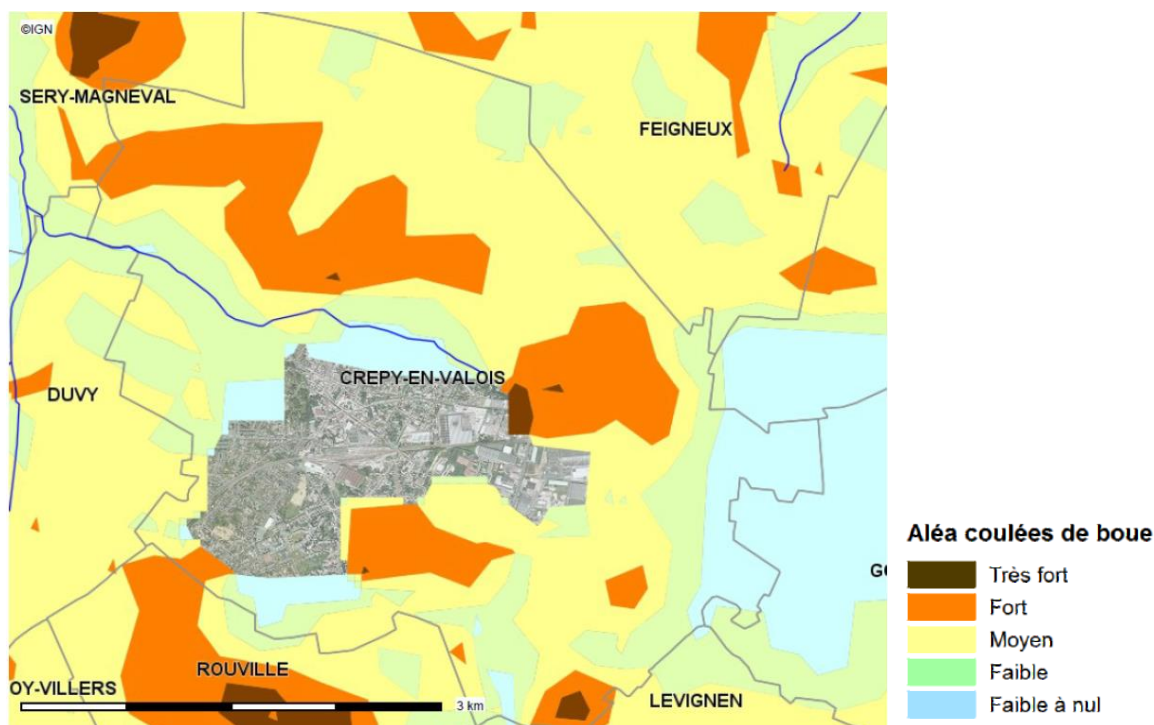 ©IGN
SERY-MAGNEVAL
FEIGNEUX
CREPY-EN-VALOIS
DUVY
ROUVILLE
OY-VILLERS
LEVIGNEN
3 km
Aléa coulées de boue
Très fort
Fort
Moyen
Faible
Faible à nul